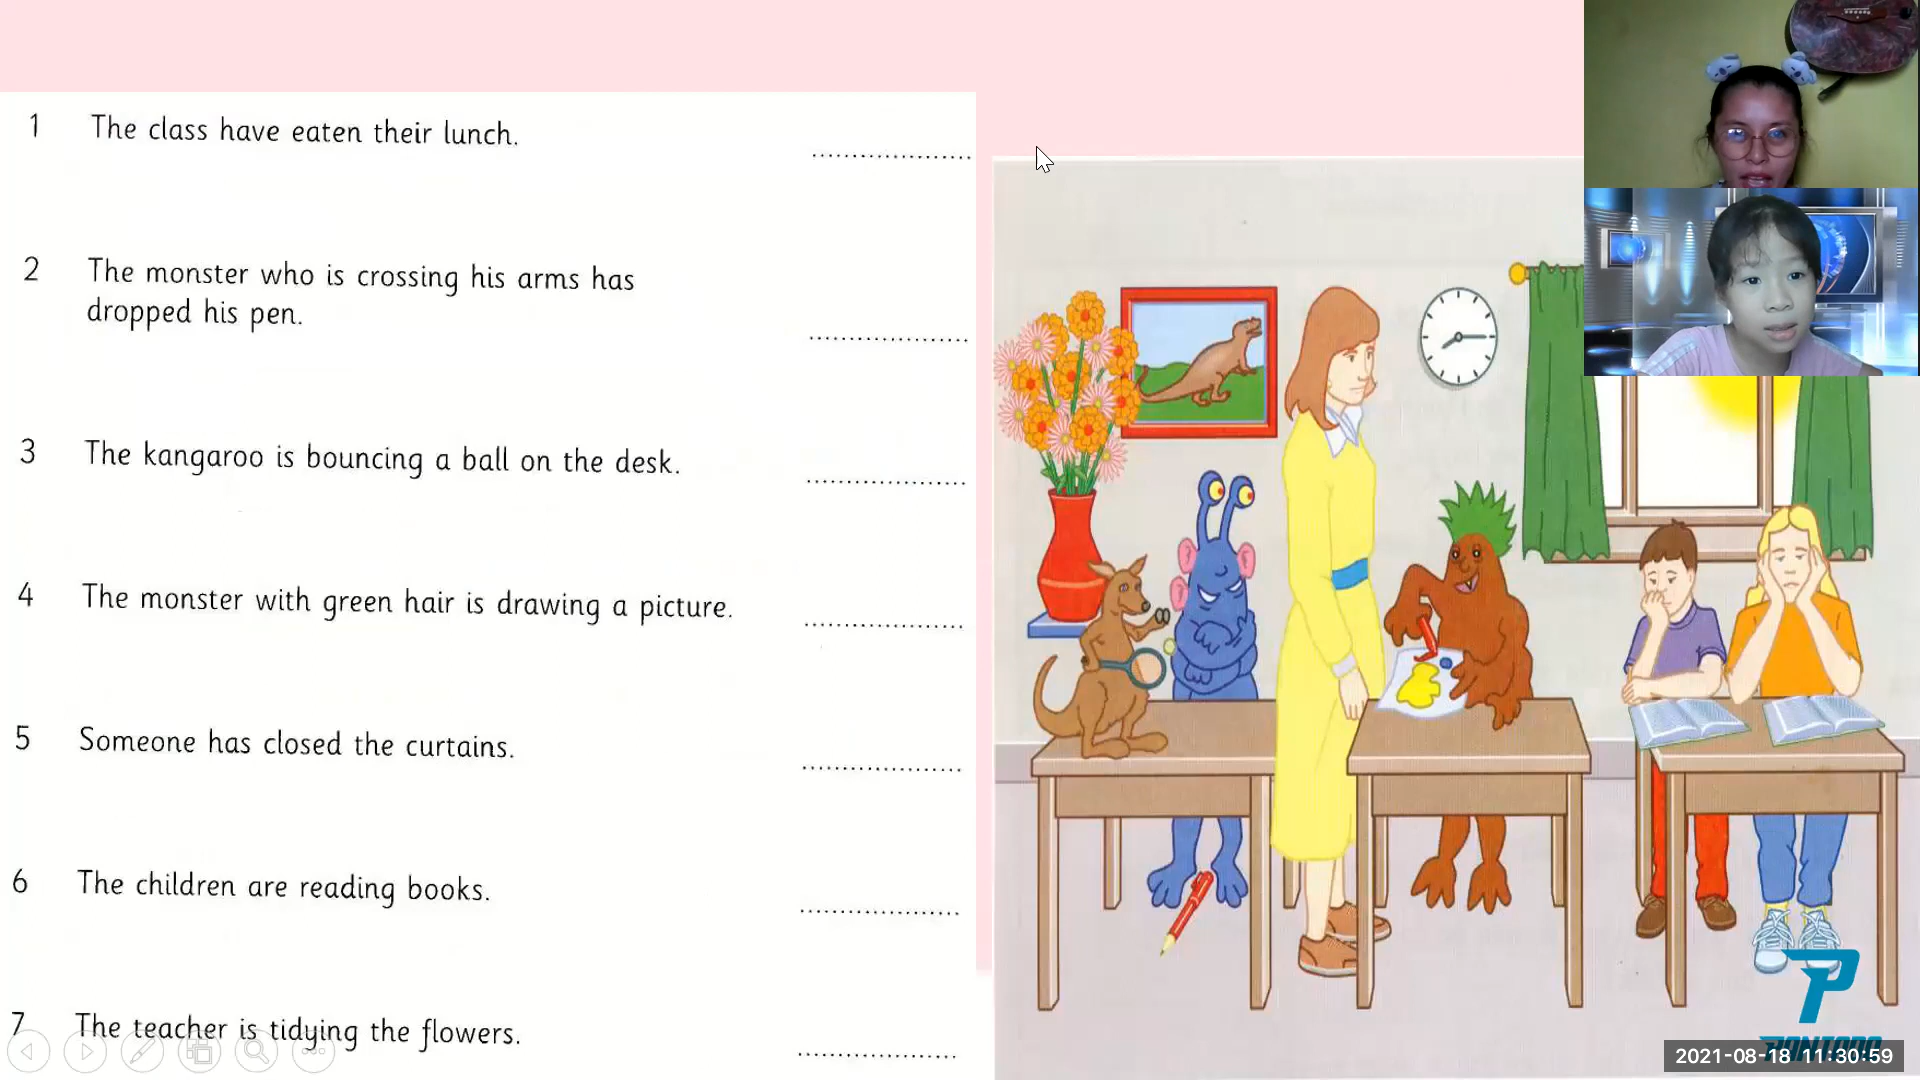 1 The class have eaten their lunch.
2 The monster who is crossing his arms has
dropped his pen.
3 The kangaroo is bouncing a ball on the desk.
4 The monster with green hair is drawing a picture.
5 Someone has closed the curtains.
6 The children are reading books.
7 The teacher is tidying the flowers.
2021-08-18 11:30:59